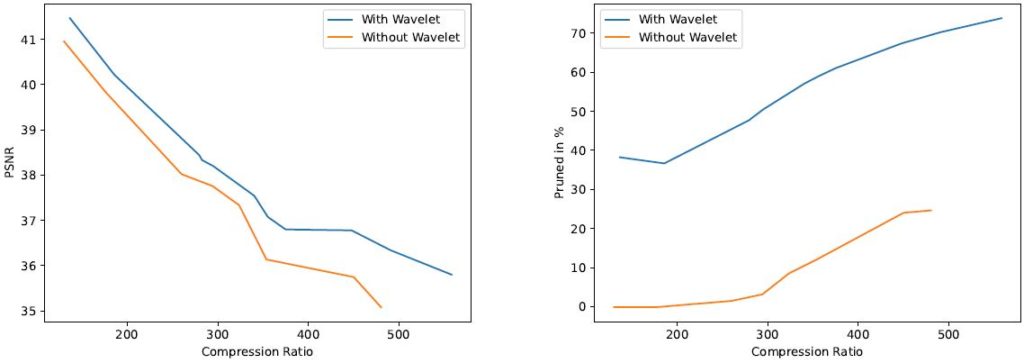 With Wavelet
Without Wavelet
41
40
39
38
37
36
35
PSNR
200
300
400
500
Compression Ratio
With Wavelet
Without Wavelet
70
60
50
40
30
20
10
0
Pruned in %
200
300
400
500
Compression Ratio